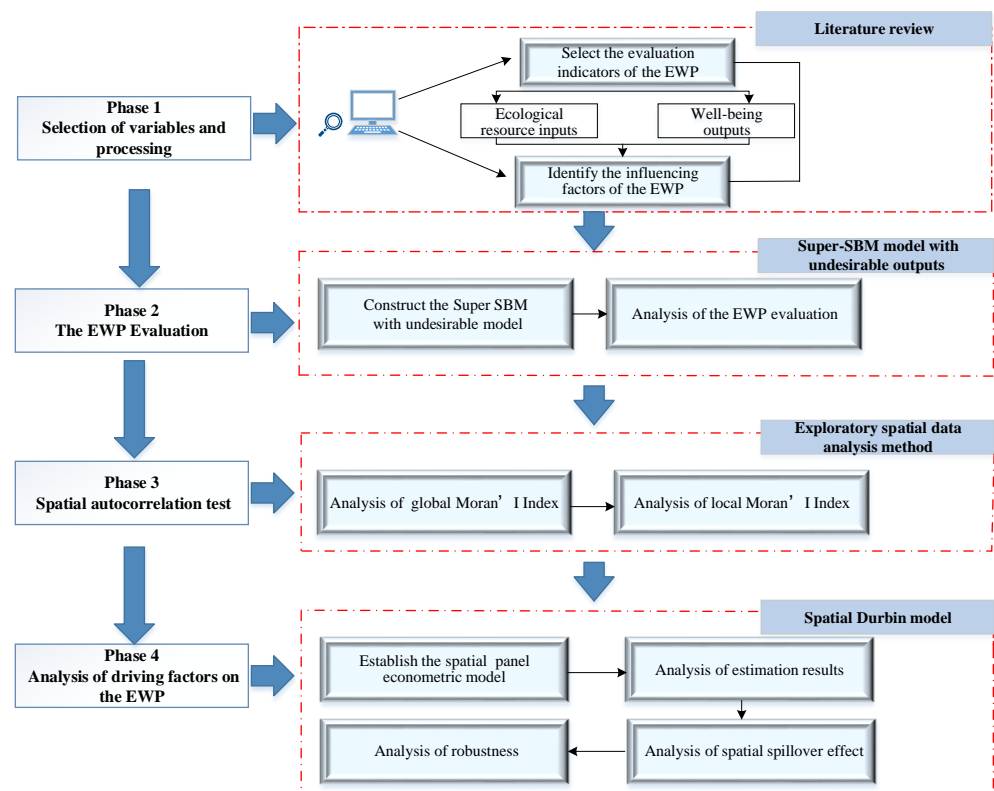 Literature review
Phase 1
Selection of variables and
processing
Select the evaluation
indicators of the EWP
Ecological
resource inputs
Well-being
outputs
Identify the influencing
factors of the EWP
Super-SBM model with
undesirable outputs
Phase 2
The EWP Evaluation
Construct the Super SBM
with undesirable model
Analysis of the EWP evaluation
Exploratory spatial data
analysis method
Phase 3
Spatial autocorrelation test
Analysis of global Moran’ I Index
Analysis of local Moran’ I Index
Spatial Durbin model
Phase 4
Analysis of driving factors on
the EWP
Establish the spatial panel
econometric model
Analysis of estimation results
Analysis of robustness
Analysis of spatial spillover effect